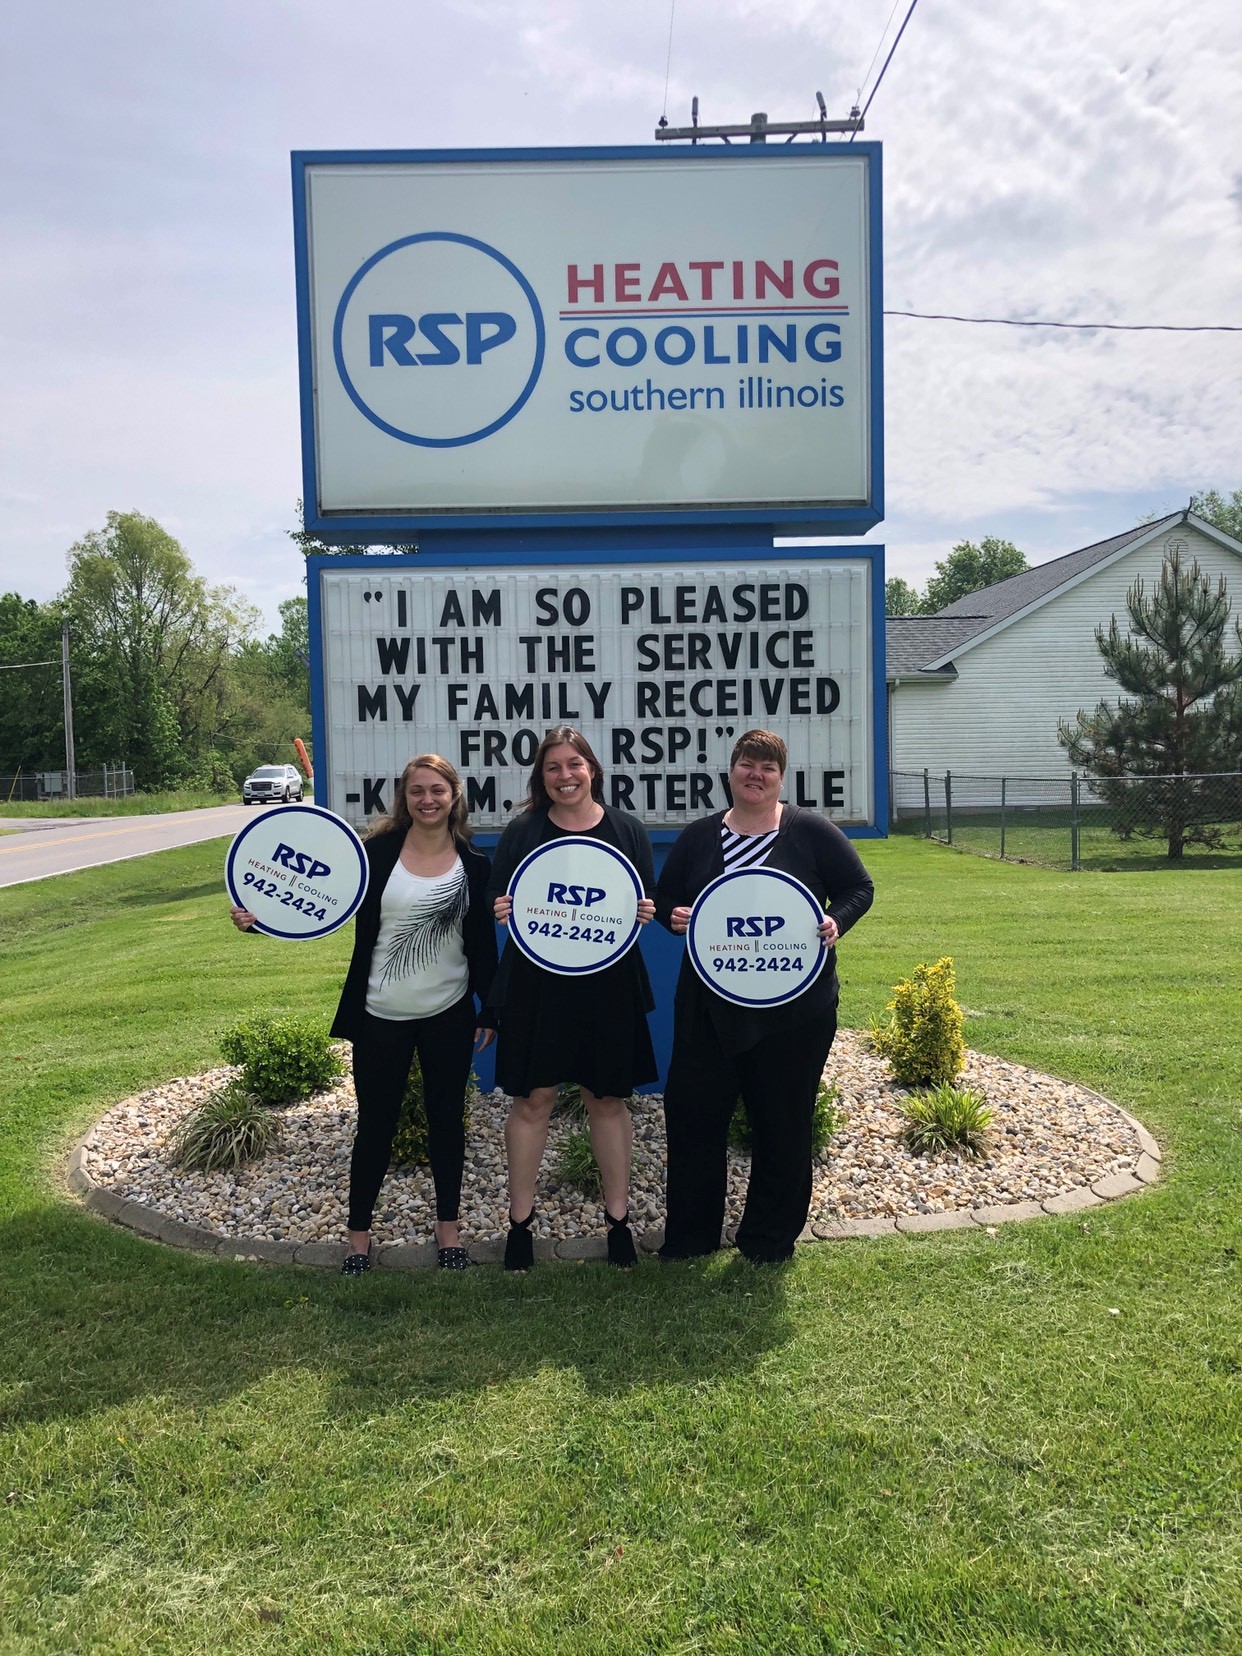 RSP
HEATING
COOLING
southern illinois
"I AM SO PLEASED
WITH THE SERVICE
MY FAMILY RECEIVED
RSP!"
RSP
HEATING || COOLING
942-2424
RSP
HEATING || COOLING
942-2424
RSP
HEATING || COOLING
942-2424